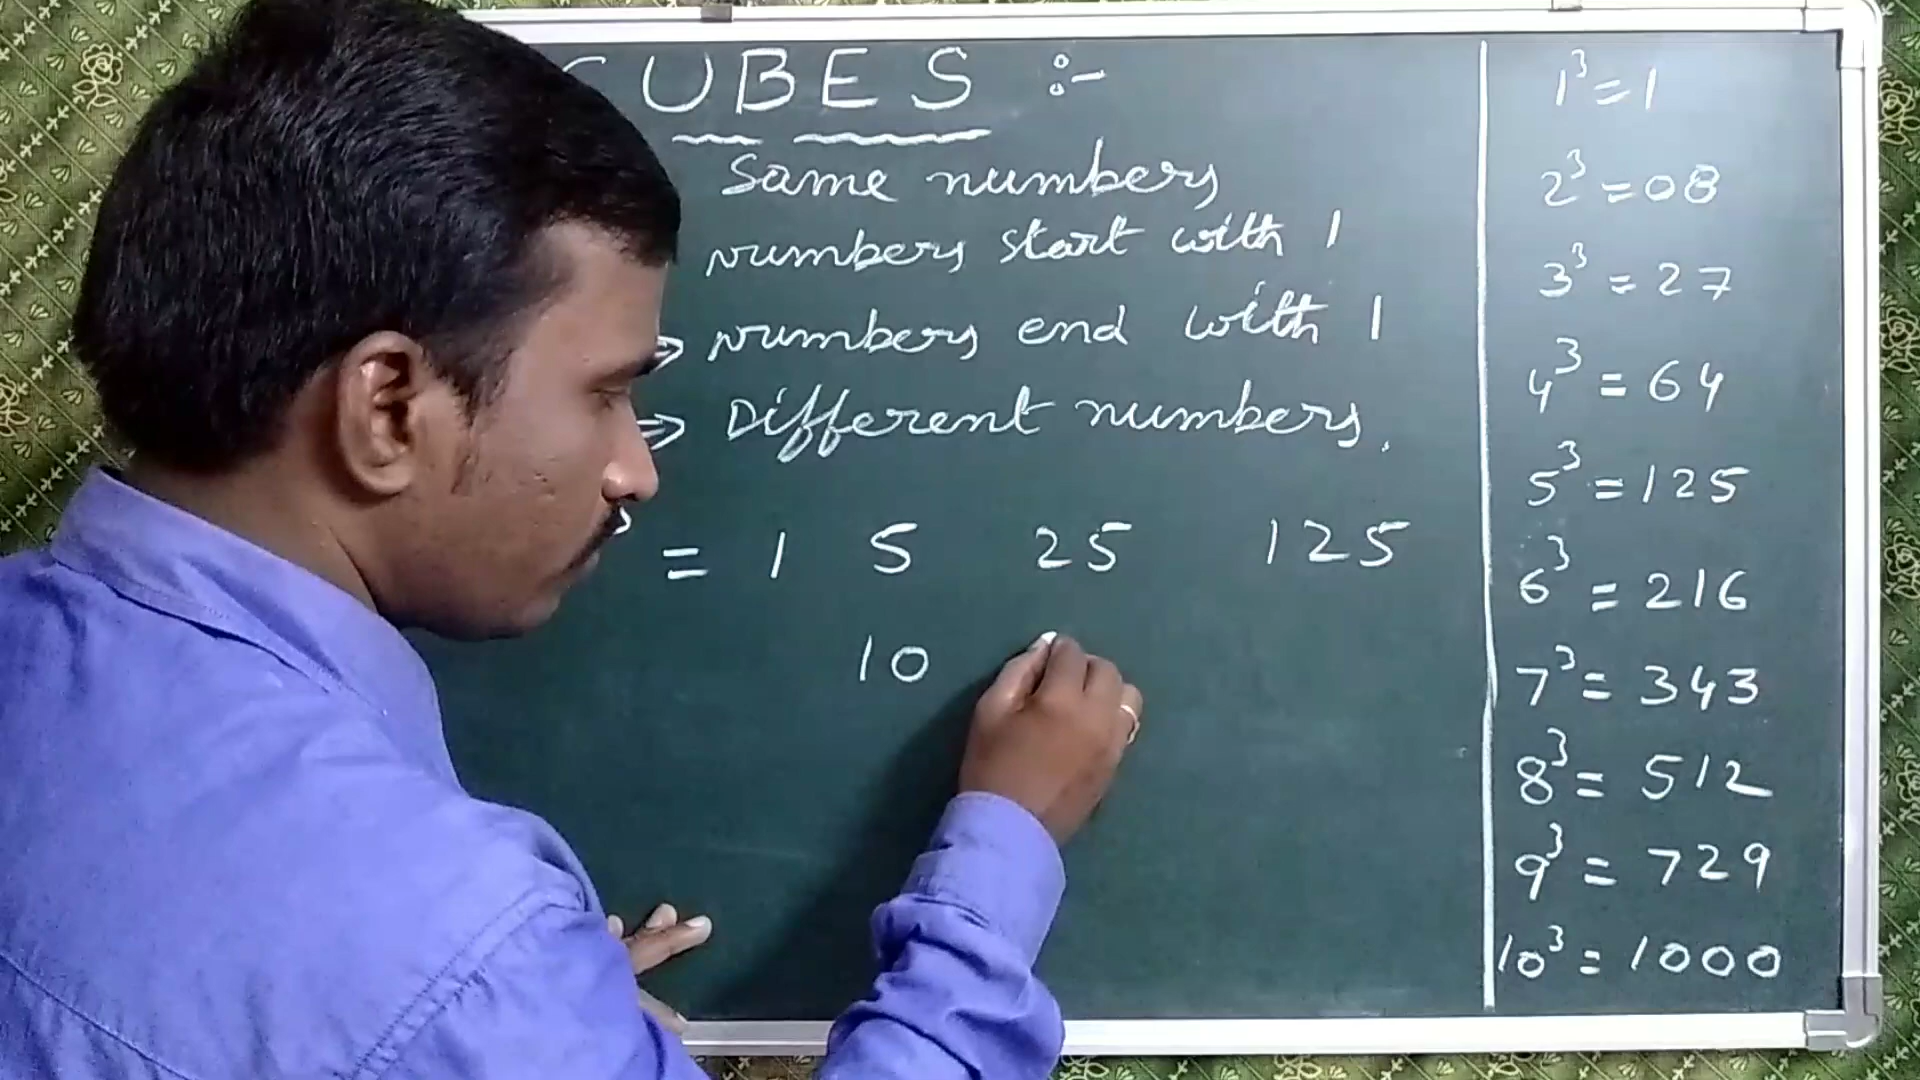 CUBES :-
Same numbers
numbers start with 1
→ numbers end with 1
⇒ Different numbers.
= 1 5 25 125
10
1³ = 1
2³ = 08
3³ = 27
4³ = 64
5³ = 125
6³ = 216
7³ = 343
8³ = 512
9³ = 729
10³ = 1000